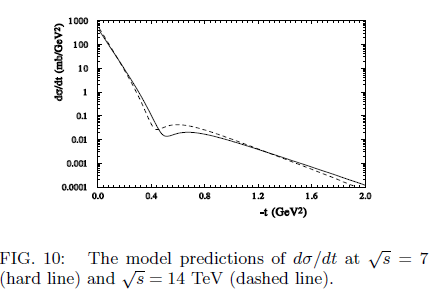 dσ/dt (mb/GeV2)
1000
100
10
1
0.1
0.01
0.001
0.0001
0.0 0.4 0.8 1.2 1.6 2.0
-t (GeV2)
FIG. 10: The model predictions of dσ/dt at √s = 7
(hard line) and √s = 14 TeV (dashed line).